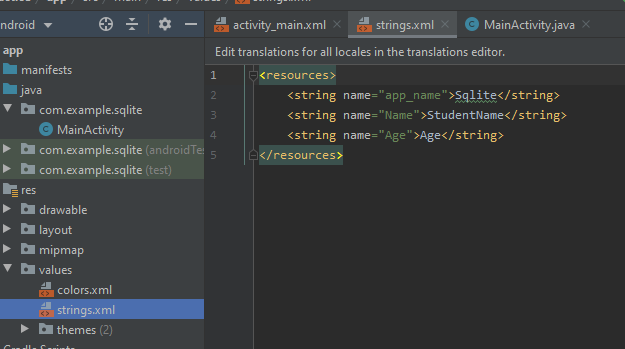 ndroid
activity_main.xml
strings.xml
MainActivity.java
Edit translations for all locales in the translations editor.
app
manifests
java
com.example.sqlite
MainActivity
com.example.sqlite (androidTes
com.example.sqlite (test)
res
drawable
layout
mipmap
values
colors.xml
strings.xml
themes (2)
1 <resources>
2 <string name="app_name">Sqlite</string>
3 <string name="Name">StudentName</string>
4 <string name="Age">Age</string>
5 </resources>